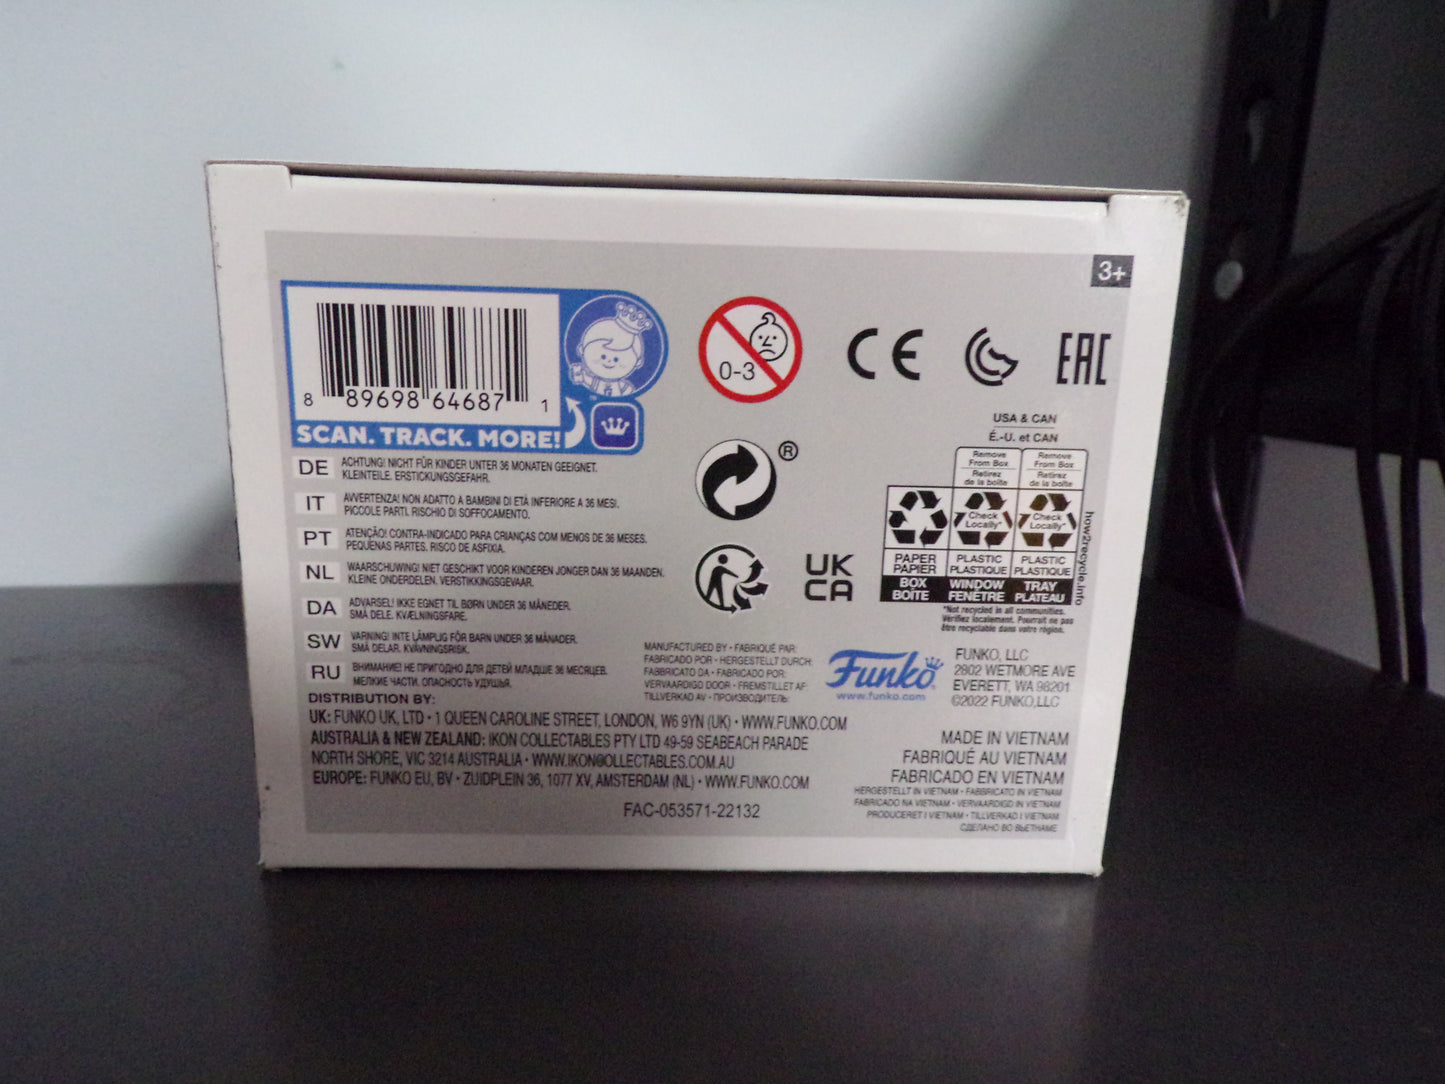 3+
8 89698 64687 1
SCAN. TRACK. MORE!
0-3
CE
EAC
®
UK
CA
USA & CAN
É.-U. et CAN
Remove From Box
Retirez de la boîte
Remove From Box
Retirez de la boîte
Check Locally*
Check Locally*
PAPER
PAPIER
PLASTIC
PLASTIQUE
PLASTIC
PLASTIQUE
BOX
BOÎTE
WINDOW
FENÊTRE
TRAY
PLATEAU
how2recycle.info
*Not recycled in all communities.
Vérifiez localement. Pourrait ne pas
être recyclable dans votre région.
DE ACHTUNG! NICHT FÜR KINDER UNTER 36 MONATEN GEEIGNET.
KLEINTEILE. ERSTICKUNGSGEFAHR.
IT AVVERTENZA! NON ADATTO A BAMBINI DI ETÀ INFERIORE A 36 MESI.
PICCOLE PARTI. RISCHIO DI SOFFOCAMENTO.
PT ATENÇÃO! CONTRA-INDICADO PARA CRIANÇAS COM MENOS DE 36 MESES.
PEQUENAS PARTES. RISCO DE ASFIXIA.
NL WAARSCHUWING! NIET GESCHIKT VOOR KINDEREN JONGER DAN 36 MAANDEN.
KLEINE ONDERDELEN. VERSTIKKINGSGEVAAR.
DA ADVARSEL! IKKE EGNET TIL BØRN UNDER 36 MÅNEDER.
SMÅ DELE. KVÆLNINGSFARE.
SW VARNING! INTE LÄMPLIG FÖR BARN UNDER 36 MÅNADER.
SMÅ DELAR. KVÄVNINGSRISK.
RU ВНИМАНИЕ! НЕ ПРИГОДНО ДЛЯ ДЕТЕЙ МЛАДШЕ 36 МЕСЯЦЕВ.
МЕЛКИЕ ЧАСТИ. ОПАСНОСТЬ УДУШЬЯ.
MANUFACTURED BY • FABRIQUÉ PAR:
FABRICADO POR • HERGESTELLT DURCH:
FABBRICATO DA • FABRICADO POR:
VERVAARDIGD DOOR • FREMSTILLET AF:
TILLVERKAD AV • ПРОИЗВОДИТЕЛЬ:
Funko
www.funko.com
FUNKO, LLC
2802 WETMORE AVE
EVERETT, WA 98201
©2022 FUNKO, LLC
DISTRIBUTION BY:
UK: FUNKO UK, LTD • 1 QUEEN CAROLINE STREET, LONDON, W6 9YN (UK) • WWW.FUNKO.COM
AUSTRALIA & NEW ZEALAND: IKON COLLECTABLES PTY LTD 49-59 SEABEACH PARADE
NORTH SHORE, VIC 3214 AUSTRALIA • WWW.IKONCOLLECTABLES.COM.AU
EUROPE: FUNKO EU, BV • ZUIDPLEIN 36, 1077 XV, AMSTERDAM (NL) • WWW.FUNKO.COM
FAC-053571-22132
MADE IN VIETNAM
FABRIQUÉ AU VIETNAM
FABRICADO EN VIETNAM
HERGESTELLT IN VIETNAM • FABBRICATO IN VIETNAM
FABRICADO NA VIETNAM • VERVAARDIGD IN VIETNAM
PRODUCERET I VIETNAM • TILLVERKAD I VIETNAM
СДЕЛАНО ВО ВЬЕТНАМЕ